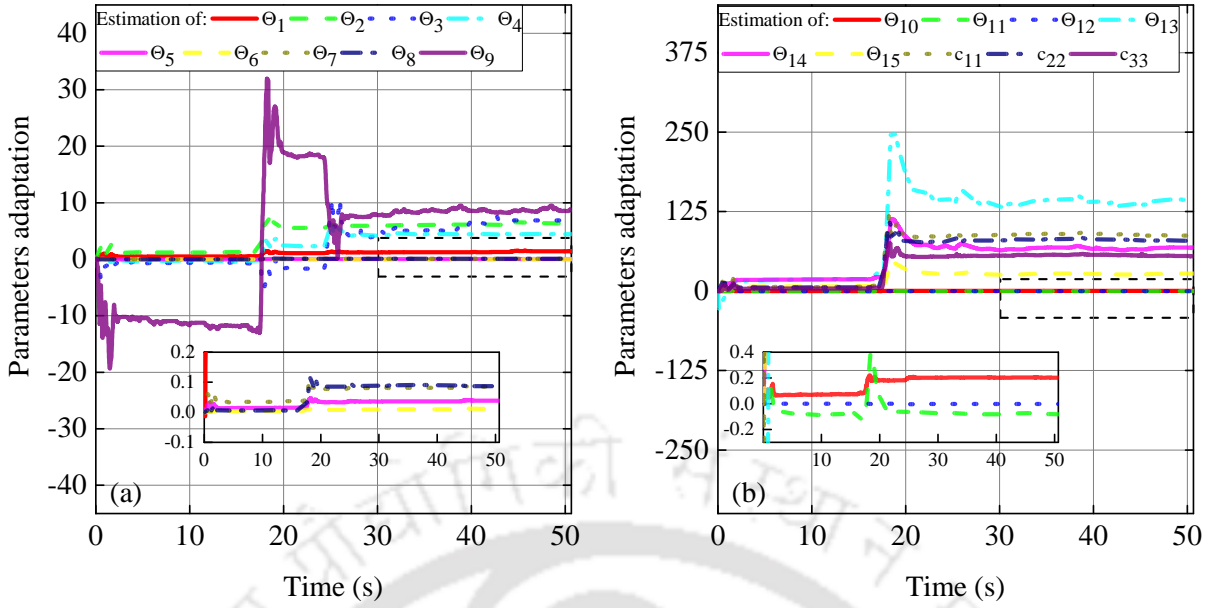 Estimation of: Θ1 Θ2 Θ3 Θ4
Θ5 Θ6 Θ7 Θ8 Θ9
Parameters adaptation
40
30
20
10
0
-10
-20
-30
-40
0.2
0.1
0.0
-0.1
0 10 20 30 40 50
(a)
0 10 20 30 40 50
Time (s)
Estimation of: Θ10 Θ11 Θ12 Θ13
Θ14 Θ15 c11 c22 c33
Parameters adaptation
375
250
125
0
-125
-250
0.4
0.2
0.0
-0.2
10 20 30 40 50
(b)
0 10 20 30 40 50
Time (s)